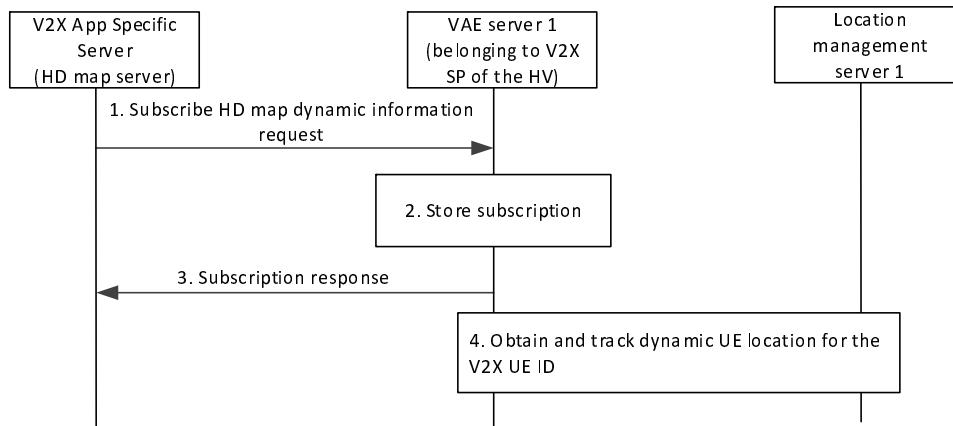 V2X App Specific
Server
(HD map server)
VAE server 1
(belonging to V2X
SP of the HV)
Location
management
server 1
1. Subscribe HD map dynamic information
request
2. Store subscription
3. Subscription response
4. Obtain and track dynamic UE location for the
V2X UE ID